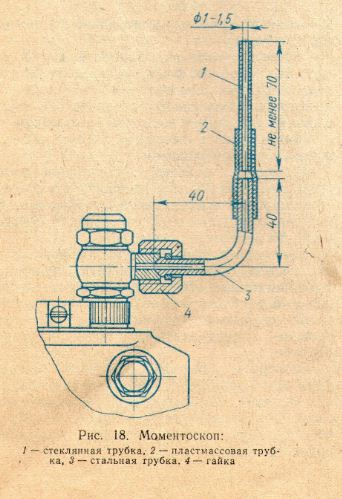 ф1-1,5
1
не менее 70
2
40
40
3
4
Рис. 18. Моментоскоп:
1 — стеклянная трубка, 2 — пластмассовая труб-
ка, 3 — стальная трубка, 4 — гайка